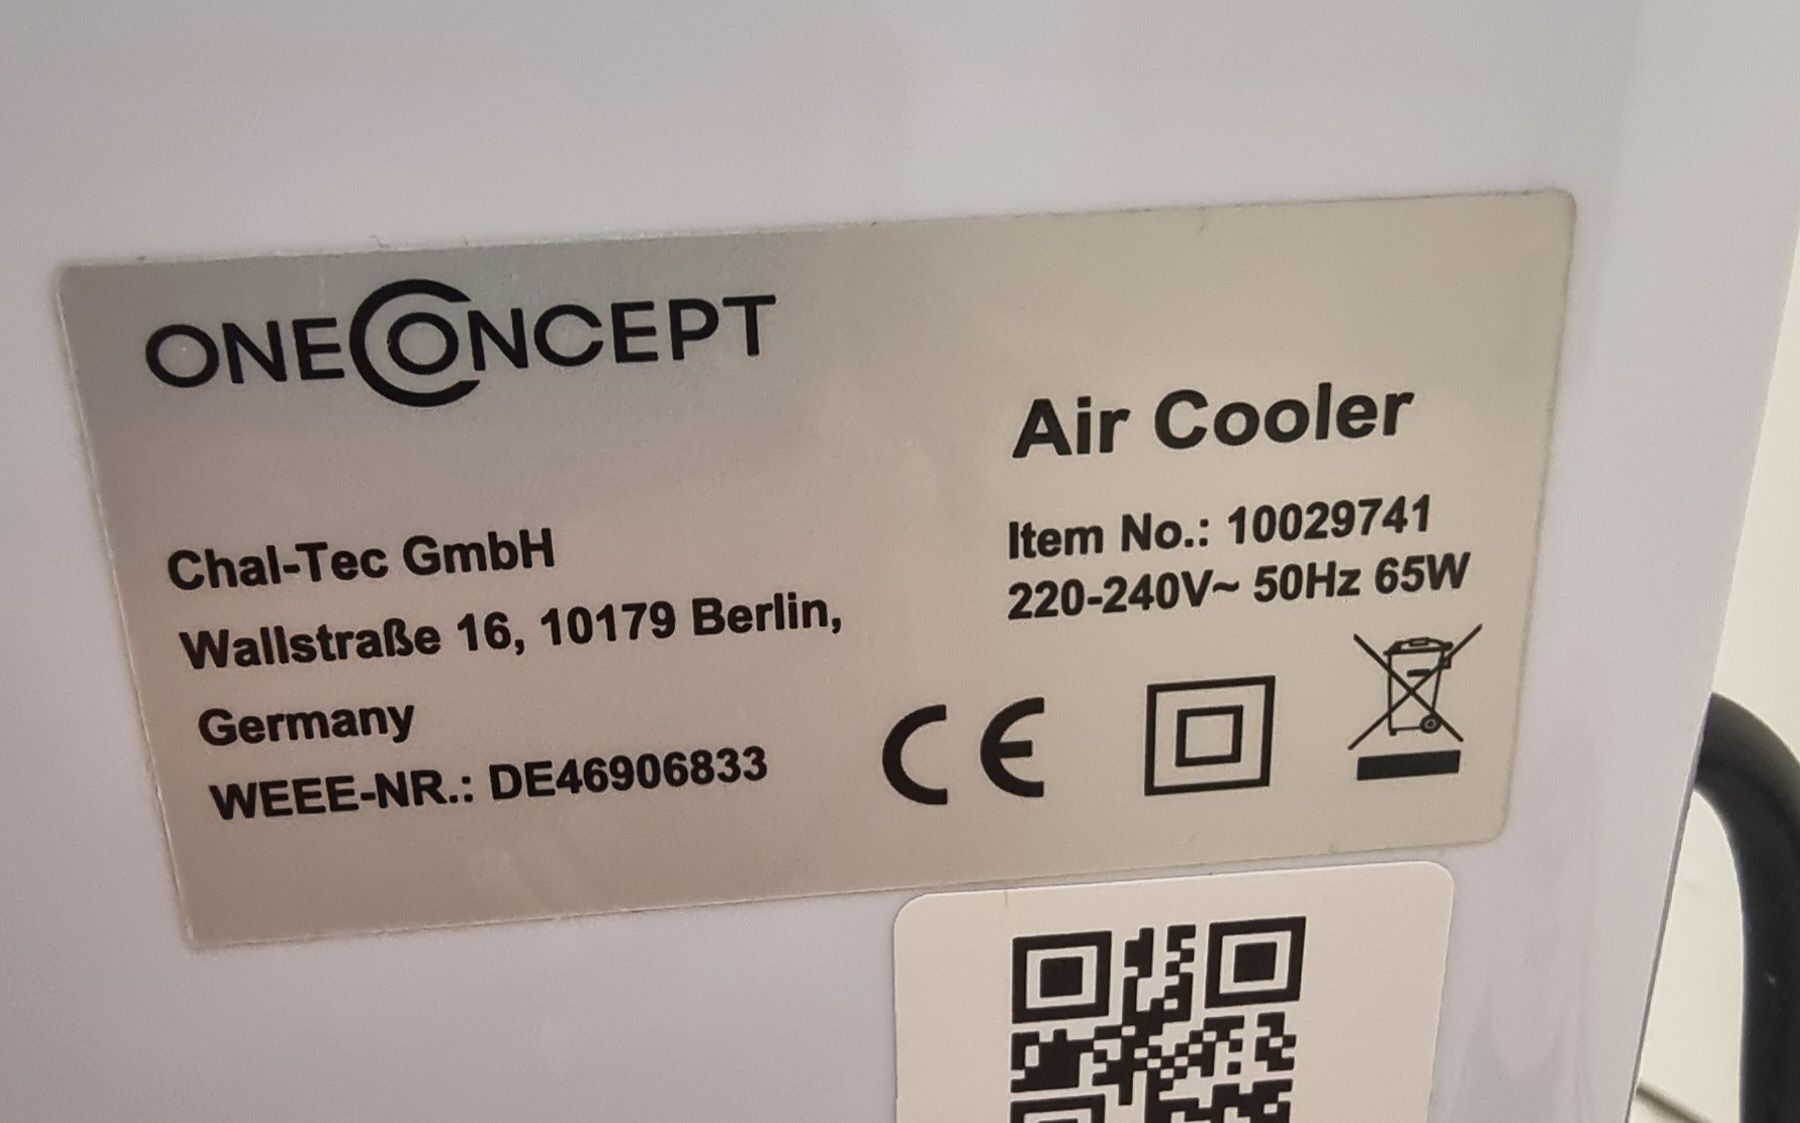 ONECONCEPT
Air Cooler
Item No.: 10029741
220-240V~ 50Hz 65W
Chal-Tec GmbH
Wallstraße 16, 10179 Berlin,
Germany
WEEE-NR.: DE46906833
CE